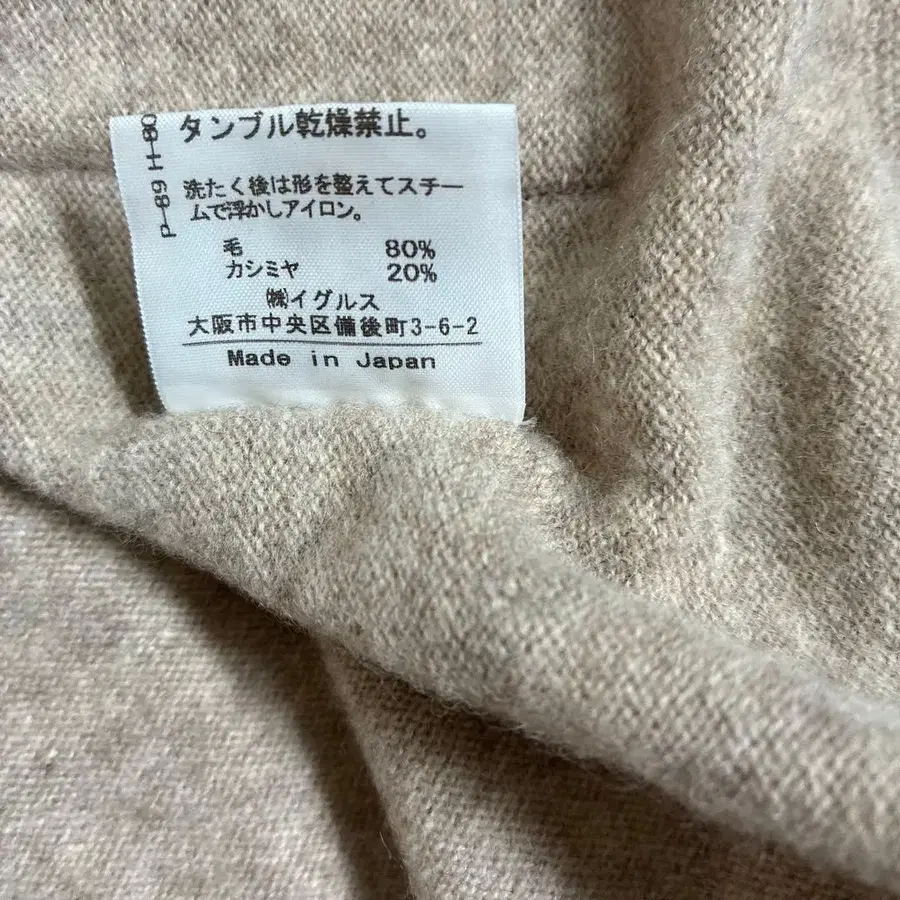 タンブル乾燥禁止。
洗たく後は形を整えてスチー
ムで浮かしアイロン。
毛 80%
カシミヤ 20%
㈱イグルス
大阪市中央区備後町3-6-2
Made in Japan
P-89 H-80